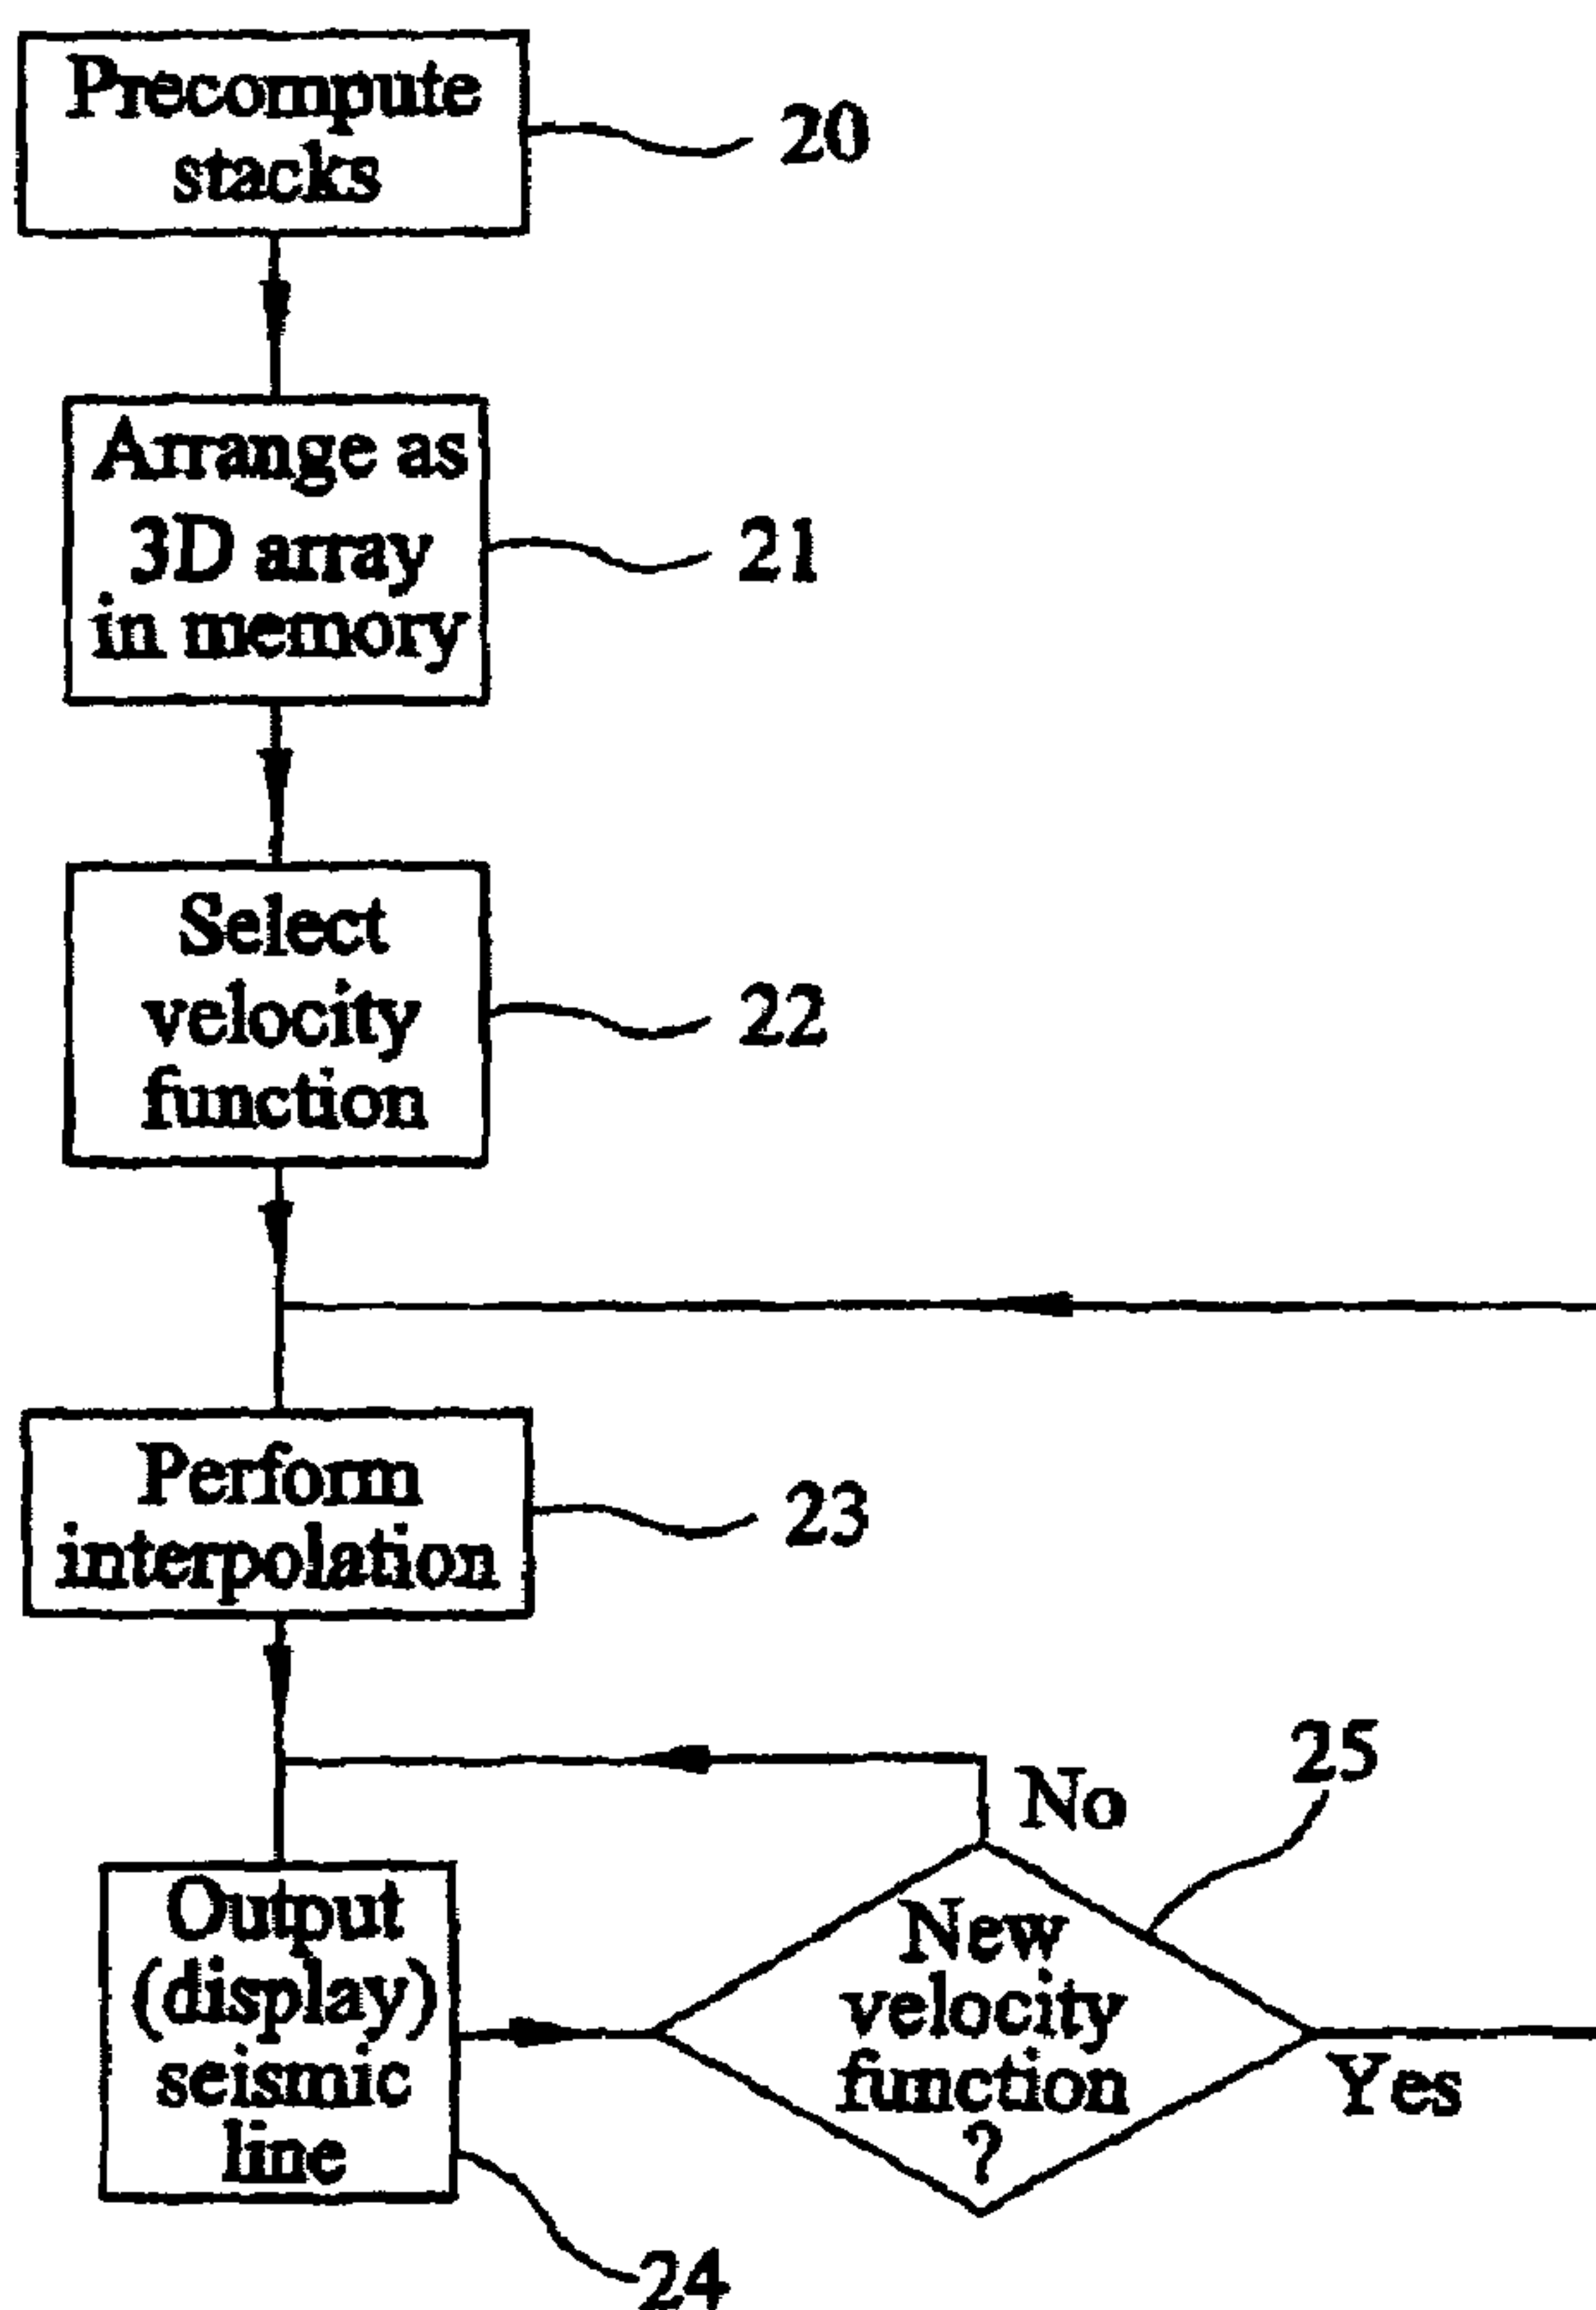 Precompute
stacks
20
Arrange as
3D array
in memory
21
Select
velocity
function
22
Perform
interpolation
23
25
No
Output
(display)
seismic
line
New
velocity
function
?
Yes
24